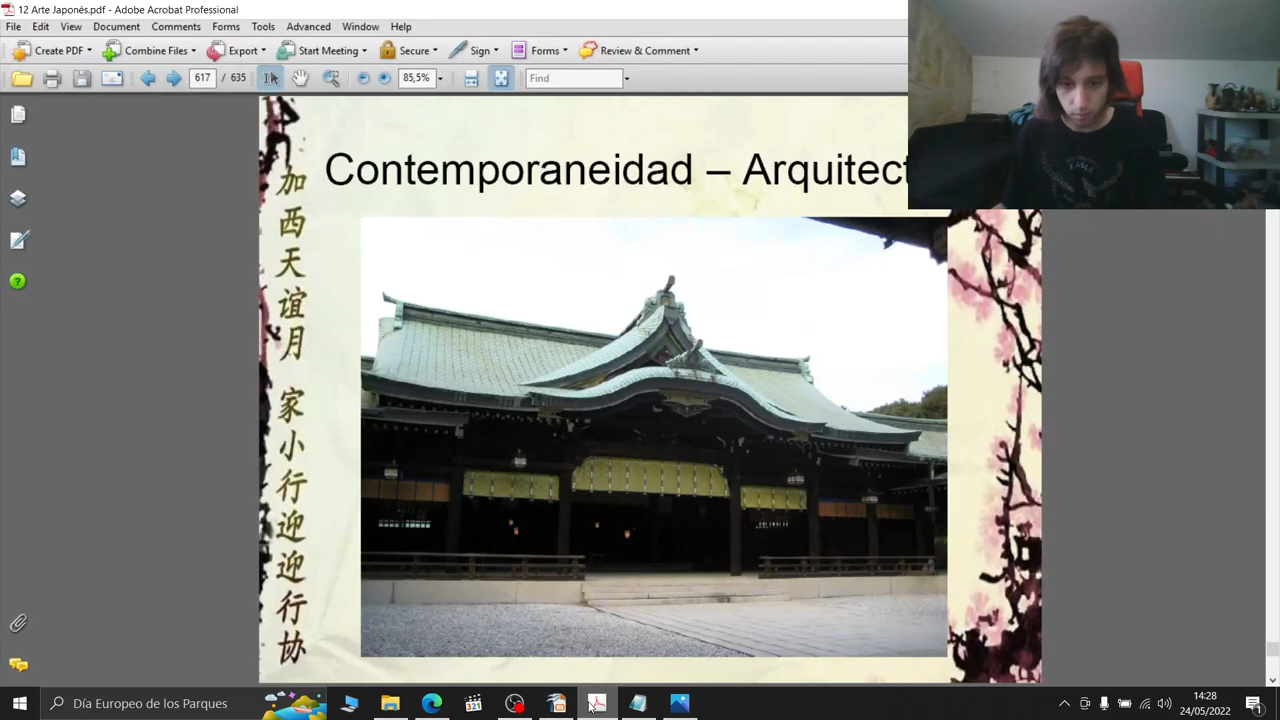 12 Arte Japonés.pdf - Adobe Acrobat Professional
File Edit View Document Comments Forms Tools Advanced Window Help
Create PDF Combine Files Export Start Meeting Secure Sign Forms Review & Comment
617 / 635 85,5% Find
Contemporaneidad – Arquitect
加
西
天
谊
月
家
小
行
迎
迎
行
协
Día Europeo de los Parques
321
14:28
24/05/2022
1